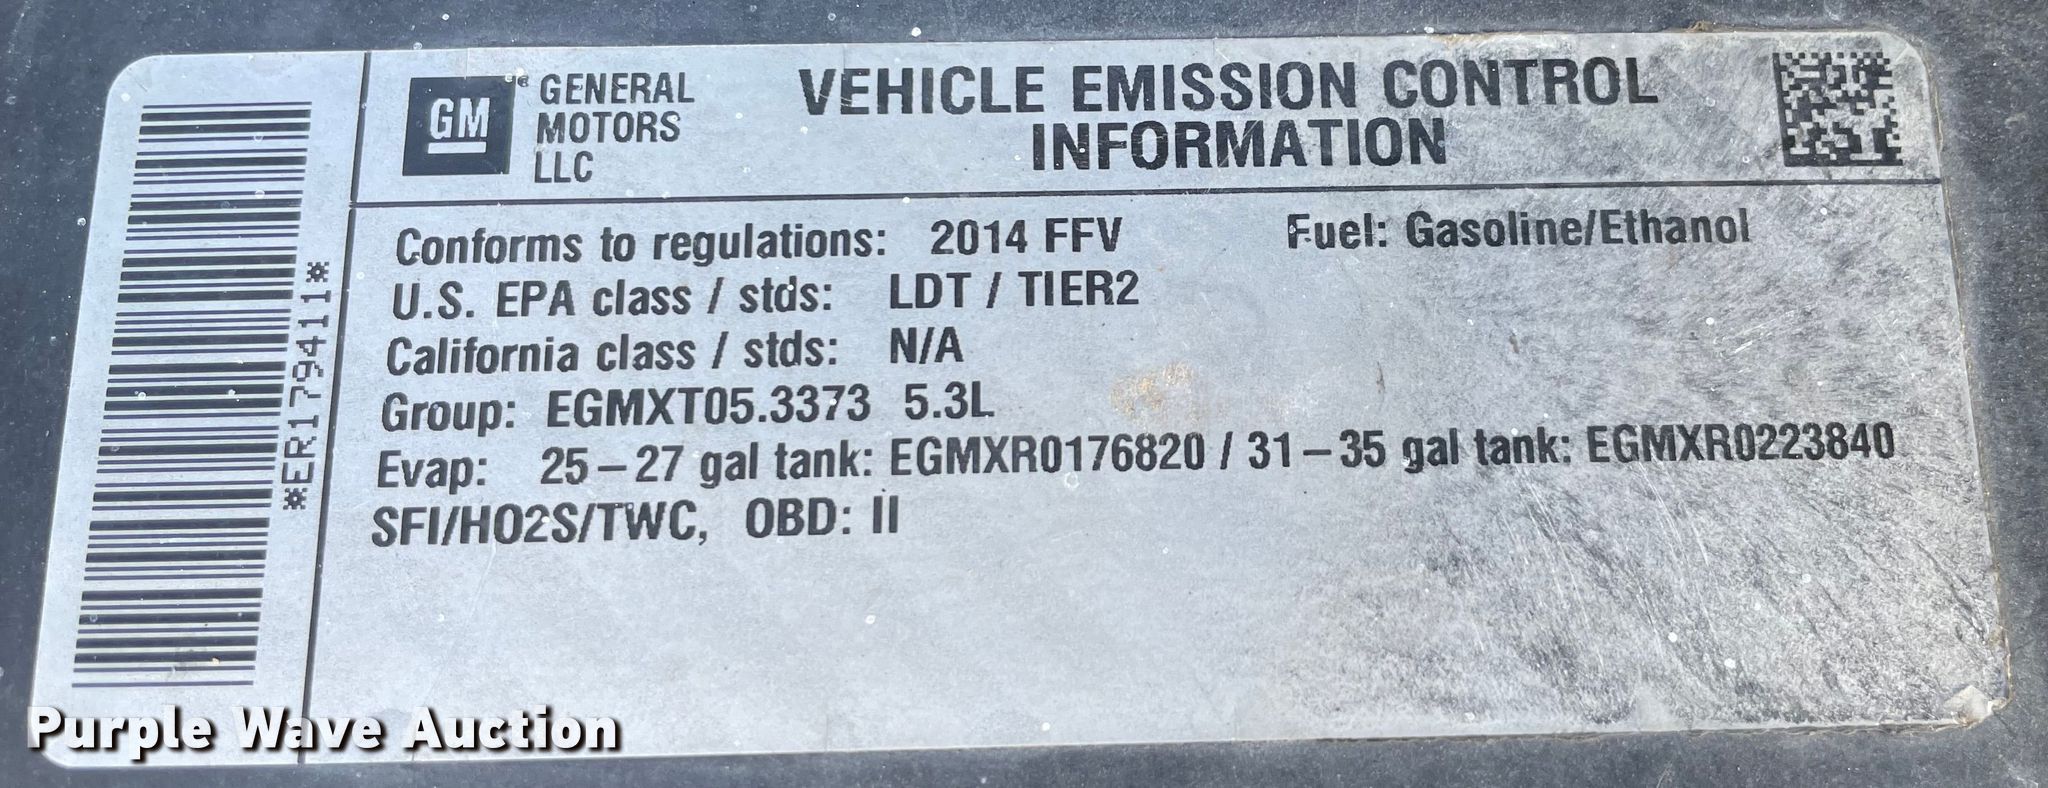 GM
GENERAL
MOTORS
LLC
VEHICLE EMISSION CONTROL
INFORMATION
Conforms to regulations: 2014 FFV Fuel: Gasoline/Ethanol
U.S. EPA class / stds: LDT / TIER2
California class / stds: N/A
Group: EGMXT05.3373 5.3L
Evap: 25–27 gal tank: EGMXR0176820 / 31–35 gal tank: EGMXR0223840
SFI/HO2S/TWC, OBD: II
*ER179411*
Purple Wave Auction